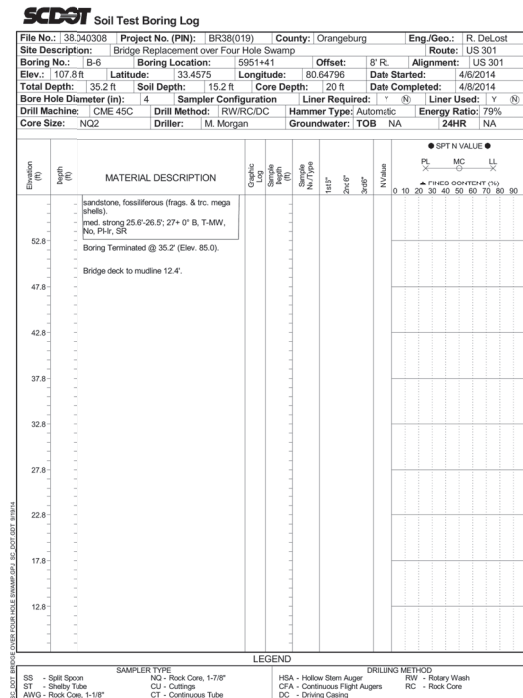 SCDOT Soil Test Boring Log
File No.: 38.040308 Project No. (PIN): BR38(019) County: Orangeburg Eng./Geo.: R. DeLost
Site Description: Bridge Replacement over Four Hole Swamp Route: US 301
Boring No.: B-6 Boring Location: 5951+41 Offset: 8' R. Alignment: US 301
Elev.: 107.8 ft Latitude: 33.4575 Longitude: 80.64796 Date Started: 4/6/2014
Total Depth: 35.2 ft Soil Depth: 15.2 ft Core Depth: 20 ft Date Completed: 4/8/2014
Bore Hole Diameter (in): 4 Sampler Configuration Liner Required: Y N Liner Used: Y N
Drill Machine: CME 45C Drill Method: RW/RC/DC Hammer Type: Automatic Energy Ratio: 79%
Core Size: NQ2 Driller: M. Morgan Groundwater: TOB NA 24HR NA
Elevation (ft)
Depth (ft)
MATERIAL DESCRIPTION
Graphic Log
Sample Depth (ft)
Sample No./Type
1st 6"
2nd 6"
3rd 6"
N Value
● SPT N VALUE ●
PL MC LL
▲ FINES CONTENT (%)
0 10 20 30 40 50 60 70 80 90
sandstone, fossiliferous (frags. & trc. mega
shells).
med. strong 25.6'-26.5'; 27+ 0° B, T-MW,
No, Pl-Ir, SR
52.8
Boring Terminated @ 35.2' (Elev. 85.0).
Bridge deck to mudline 12.4'.
47.8
42.8
37.8
32.8
27.8
22.8
17.8
12.8
SC_DOT BRIDGE OVER FOUR HOLE SWAMP.GPJ SC_DOT.GDT 9/19/14
LEGEND
SAMPLER TYPE DRILLING METHOD
SS - Split Spoon NQ - Rock Core, 1-7/8" HSA - Hollow Stem Auger RW - Rotary Wash
ST - Shelby Tube CU - Cuttings CFA - Continuous Flight Augers RC - Rock Core
AWG - Rock Core, 1-1/8" CT - Continuous Tube DC - Driving Casing